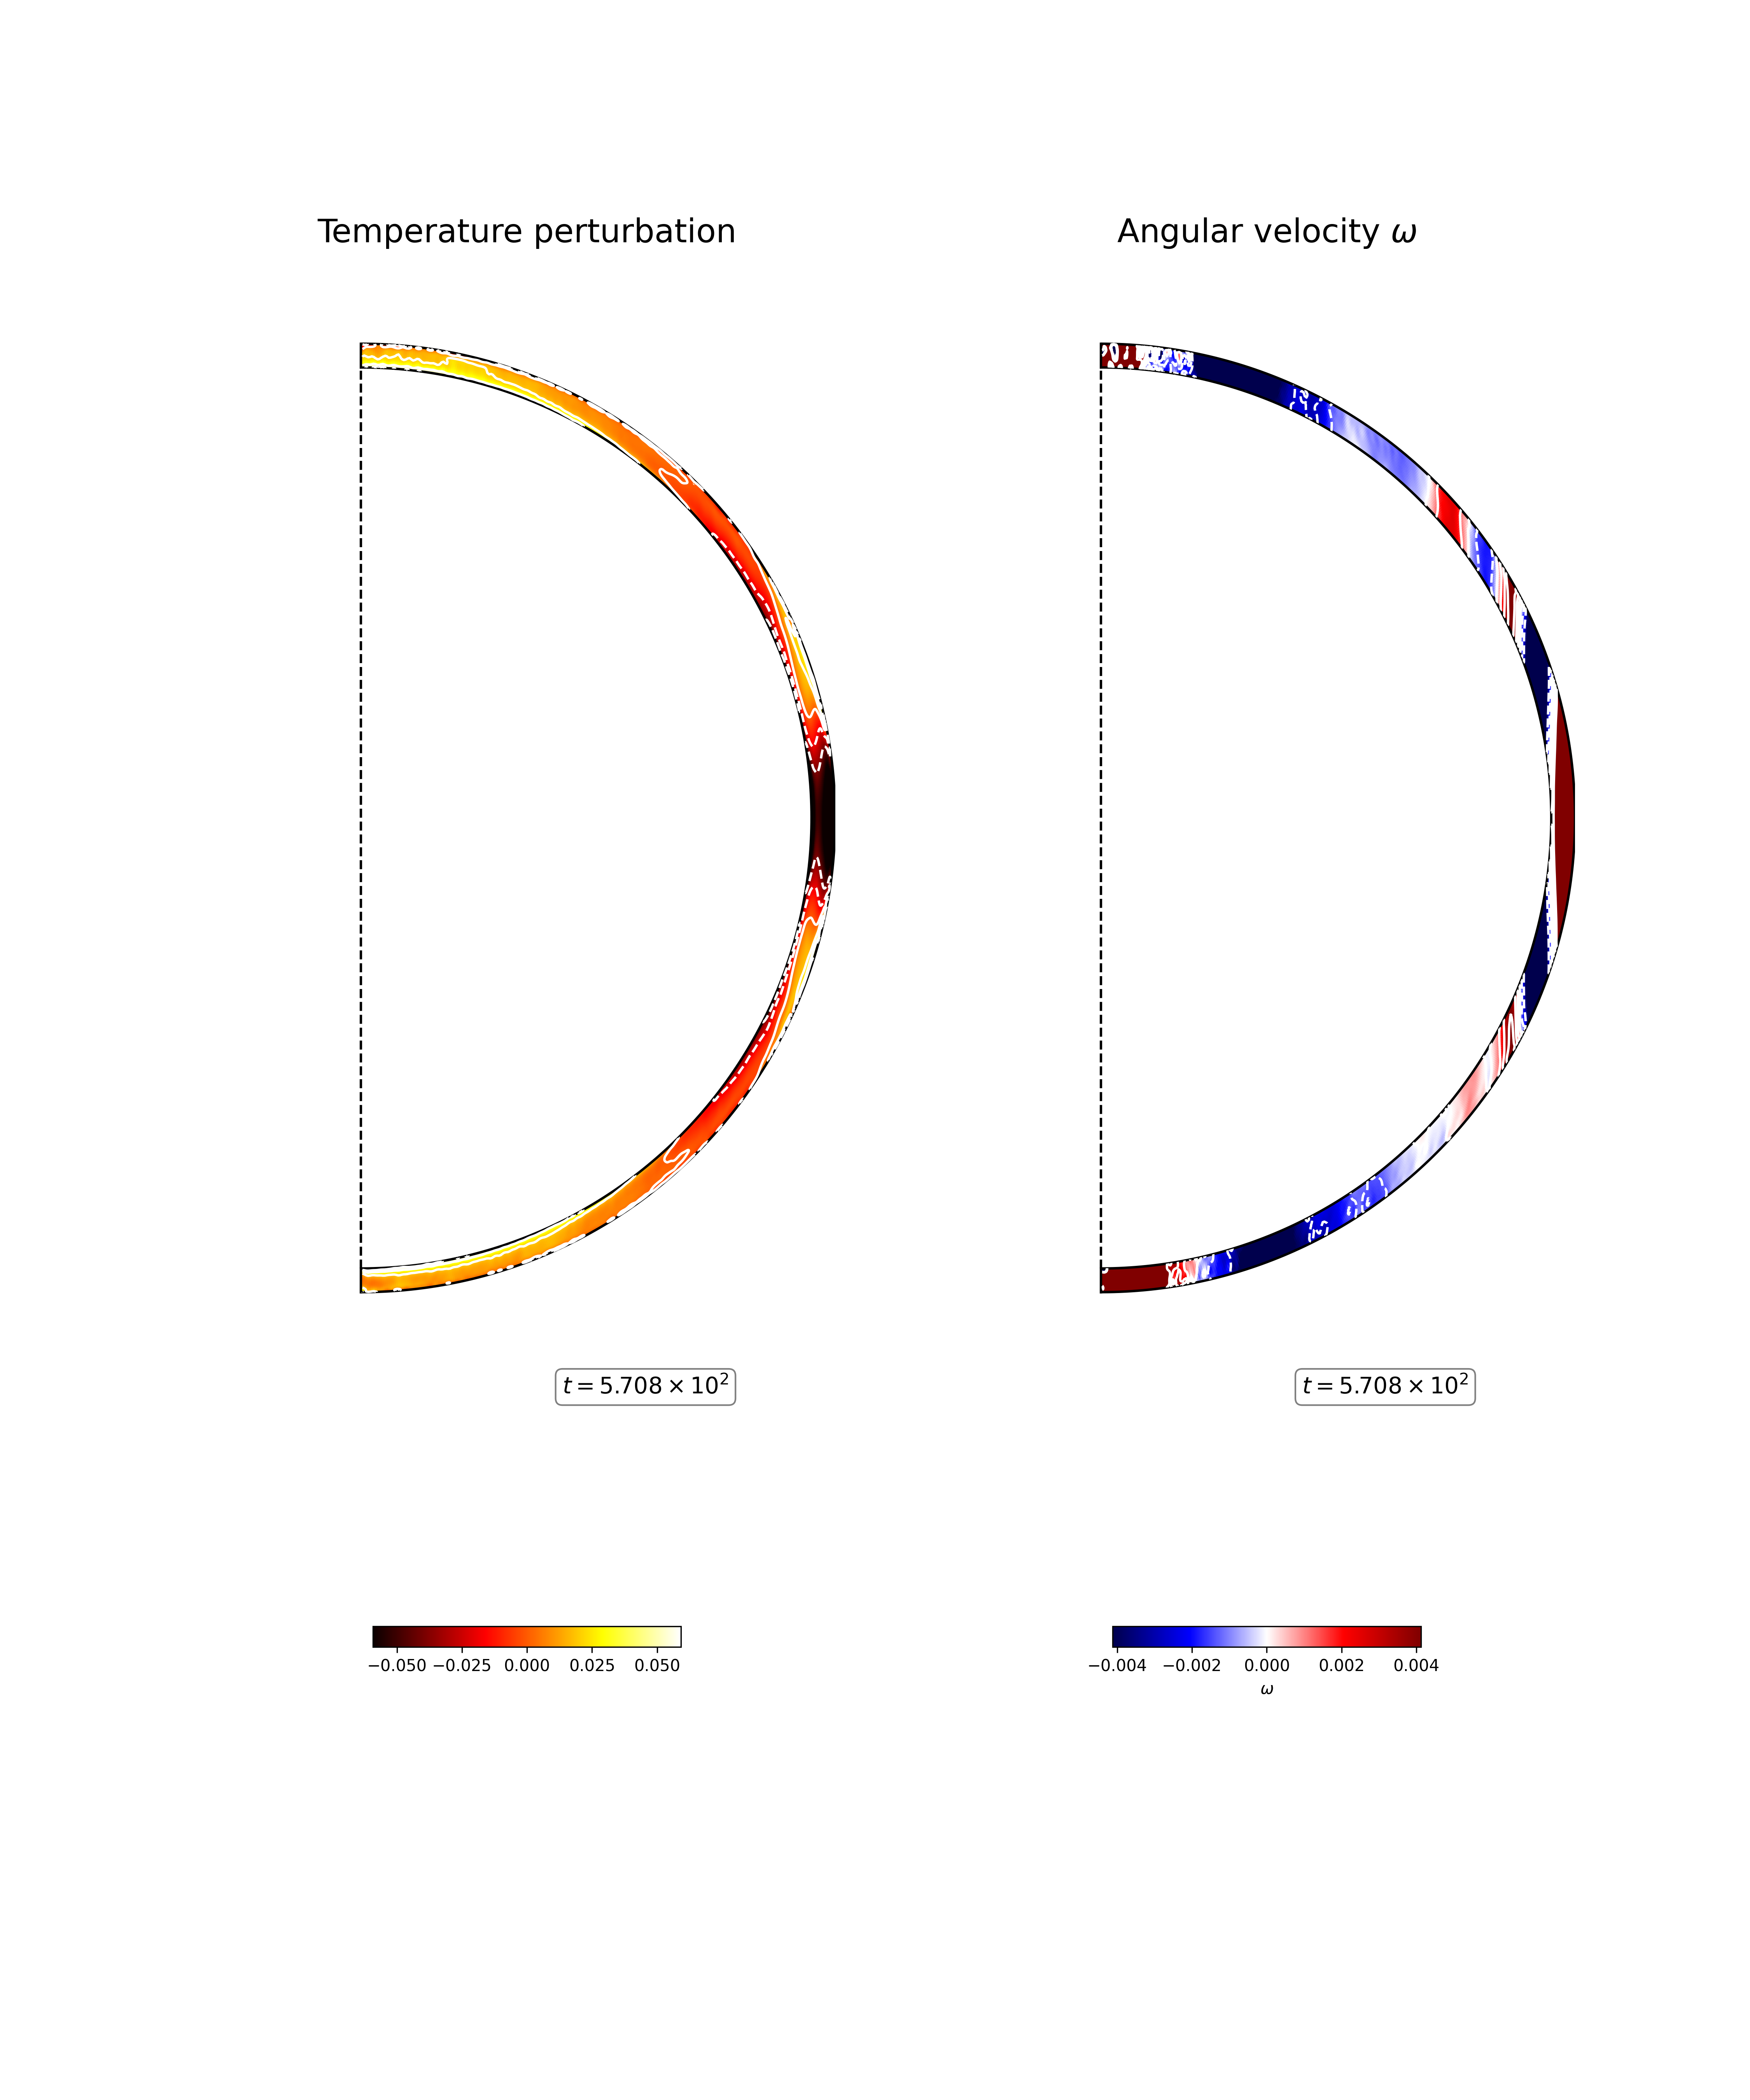 Temperature perturbation
Angular velocity ω
t = 5.708 × 10²
t = 5.708 × 10²
−0.050 −0.025 0.000 0.025 0.050
−0.004 −0.002 0.000 0.002 0.004
ω